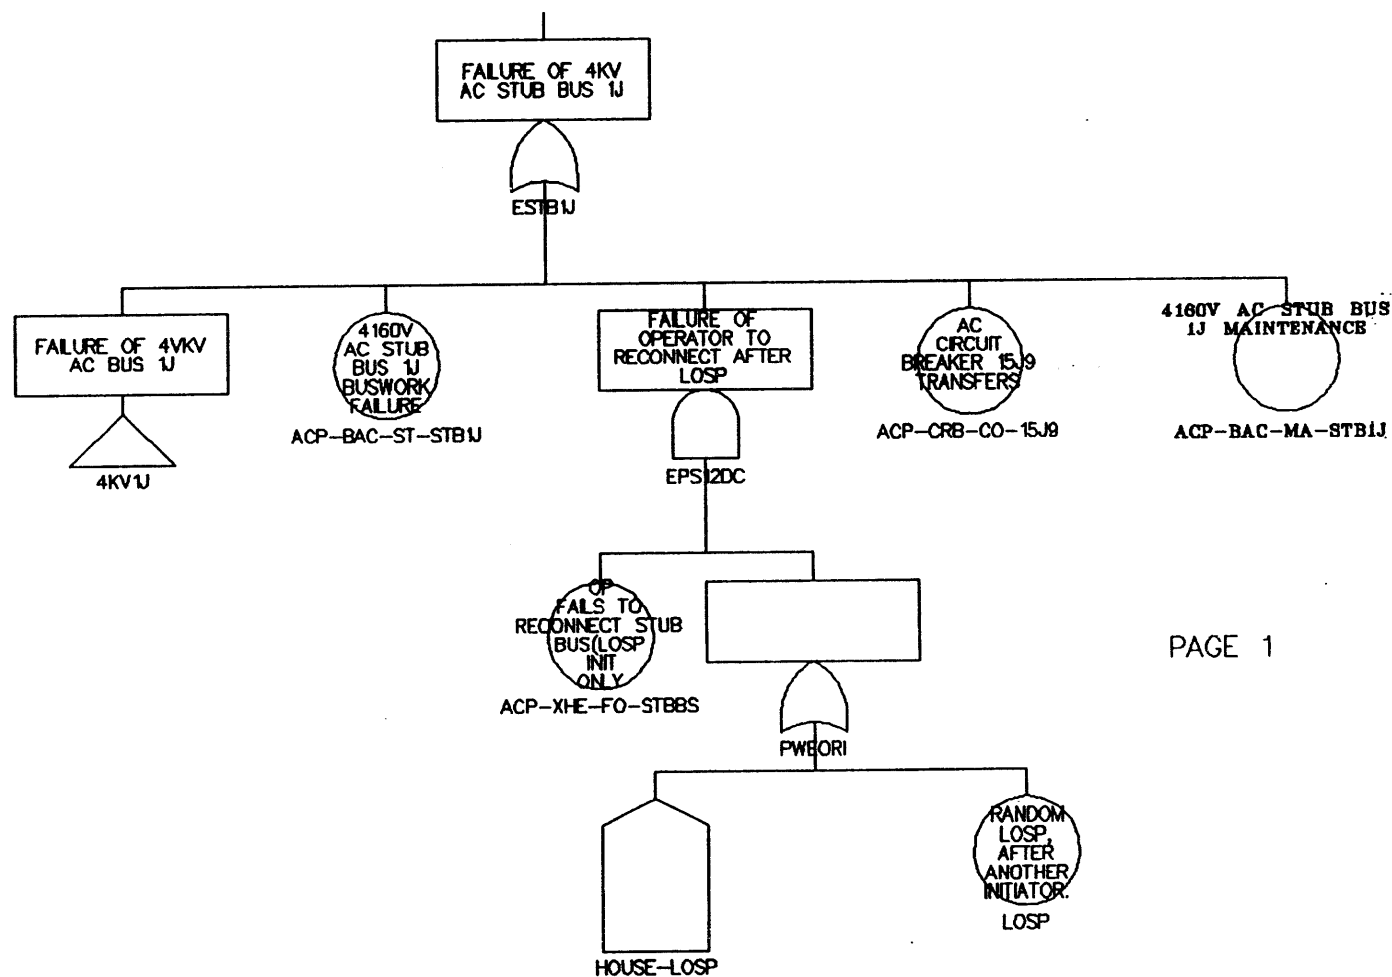 FAILURE OF 4KV
AC STUB BUS 1J
ESTB1J
FAILURE OF 4VKV
AC BUS 1J
4KV1J
4160V
AC STUB
BUS 1J
BUSWORK
FAILURE
ACP-BAC-ST-STB1J
FAILURE OF
OPERATOR TO
RECONNECT AFTER
LOSP
EPS12DC
AC
CIRCUIT
BREAKER 15J9
TRANSFERS
ACP-CRB-CO-15J9
4160V AC STUB BUS
1J MAINTENANCE
ACP-BAC-MA-STB1J
OP
FAILS TO
RECONNECT STUB
BUS(LOSP
INIT
ONLY
ACP-XHE-FO-STBBS
PWEORI
PAGE 1
HOUSE-LOSP
RANDOM
LOSP,
AFTER
ANOTHER
INITIATOR.
LOSP